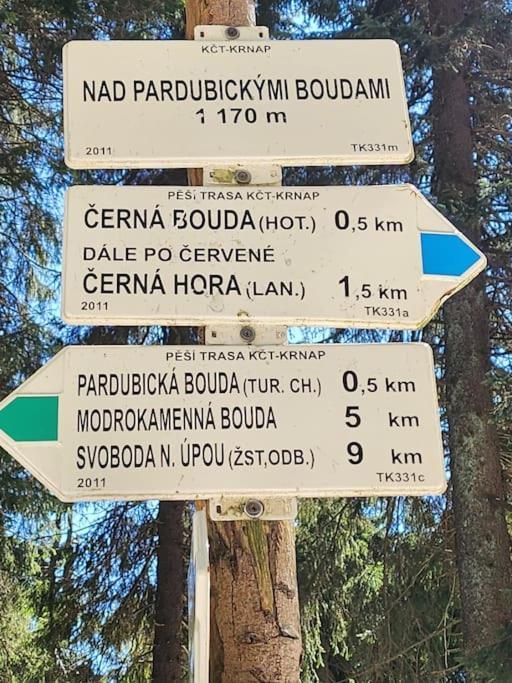 KČT-KRNAP
NAD PARDUBICKÝMI BOUDAMI
1 170 m
2011 TK331m
PĚŠÍ TRASA KČT-KRNAP
ČERNÁ BOUDA (HOT.) 0,5 km
DÁLE PO ČERVENÉ
ČERNÁ HORA (LAN.) 1,5 km
2011 TK331a
PĚŠÍ TRASA KČT-KRNAP
PARDUBICKÁ BOUDA (TUR. CH.) 0,5 km
MODROKAMENNÁ BOUDA 5 km
SVOBODA N. ÚPOU (ŽST,ODB.) 9 km
2011 TK331c